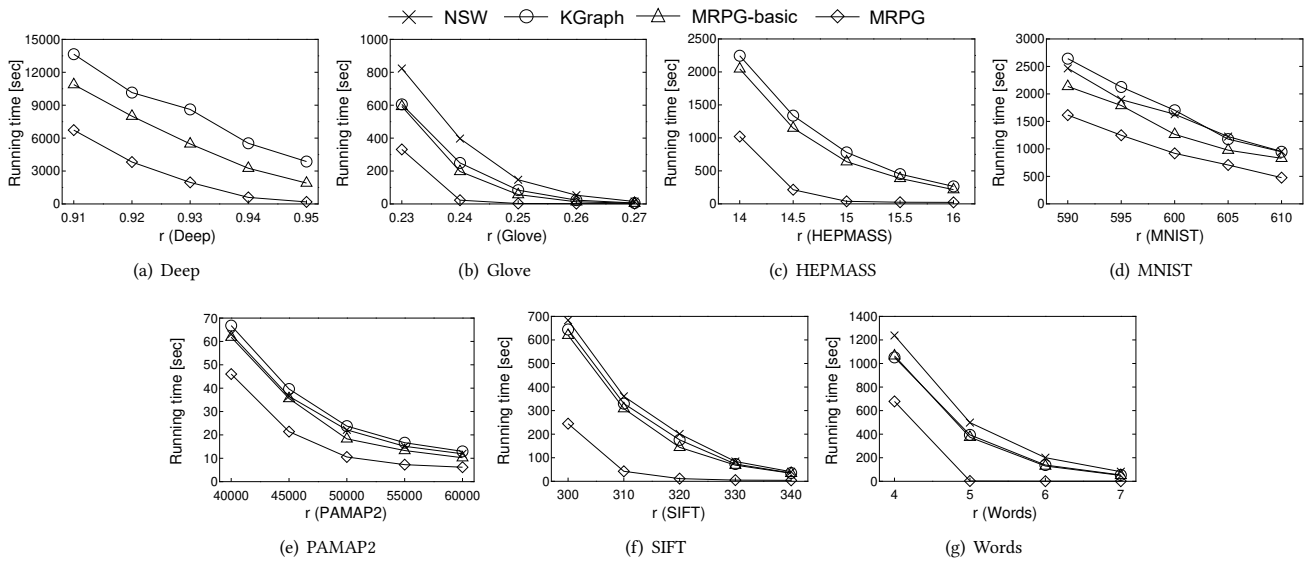 NSW KGraph MRPG-basic MRPG
Running time [sec]
15000
12000
9000
6000
3000
0
0.91 0.92 0.93 0.94 0.95
r (Deep)
(a) Deep
Running time [sec]
1000
800
600
400
200
0
0.23 0.24 0.25 0.26 0.27
r (Glove)
(b) Glove
Running time [sec]
2500
2000
1500
1000
500
0
14 14.5 15 15.5 16
r (HEPMASS)
(c) HEPMASS
Running time [sec]
3000
2500
2000
1500
1000
500
0
590 595 600 605 610
r (MNIST)
(d) MNIST
Running time [sec]
70
60
50
40
30
20
10
0
40000 45000 50000 55000 60000
r (PAMAP2)
(e) PAMAP2
Running time [sec]
700
600
500
400
300
200
100
0
300 310 320 330 340
r (SIFT)
(f) SIFT
Running time [sec]
1400
1200
1000
800
600
400
200
0
4 5 6 7
r (Words)
(g) Words